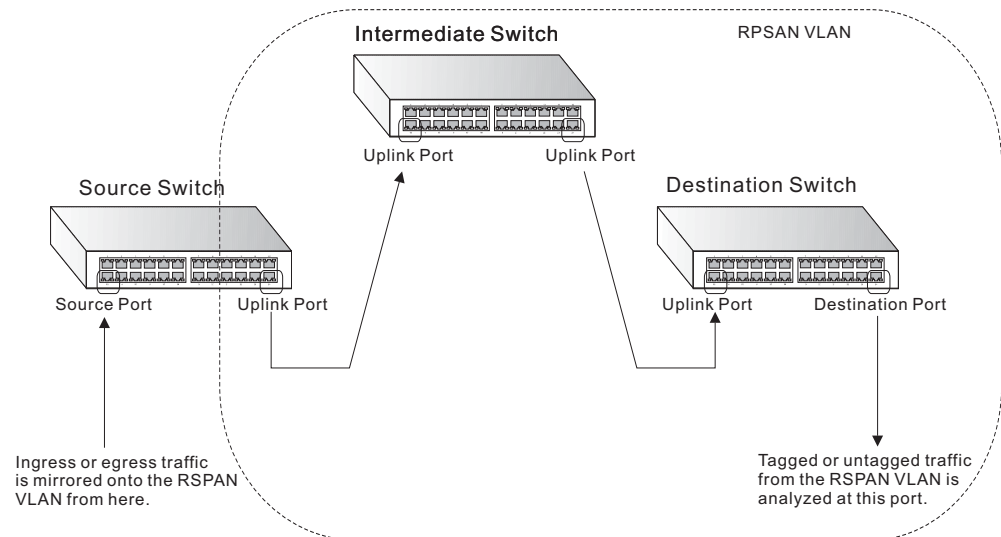 Intermediate Switch
RPSAN VLAN
Uplink Port
Uplink Port
Source Switch
Destination Switch
Source Port
Uplink Port
Uplink Port
Destination Port
Ingress or egress traffic
is mirrored onto the RSPAN
VLAN from here.
Tagged or untagged traffic
from the RSPAN VLAN is
analyzed at this port.